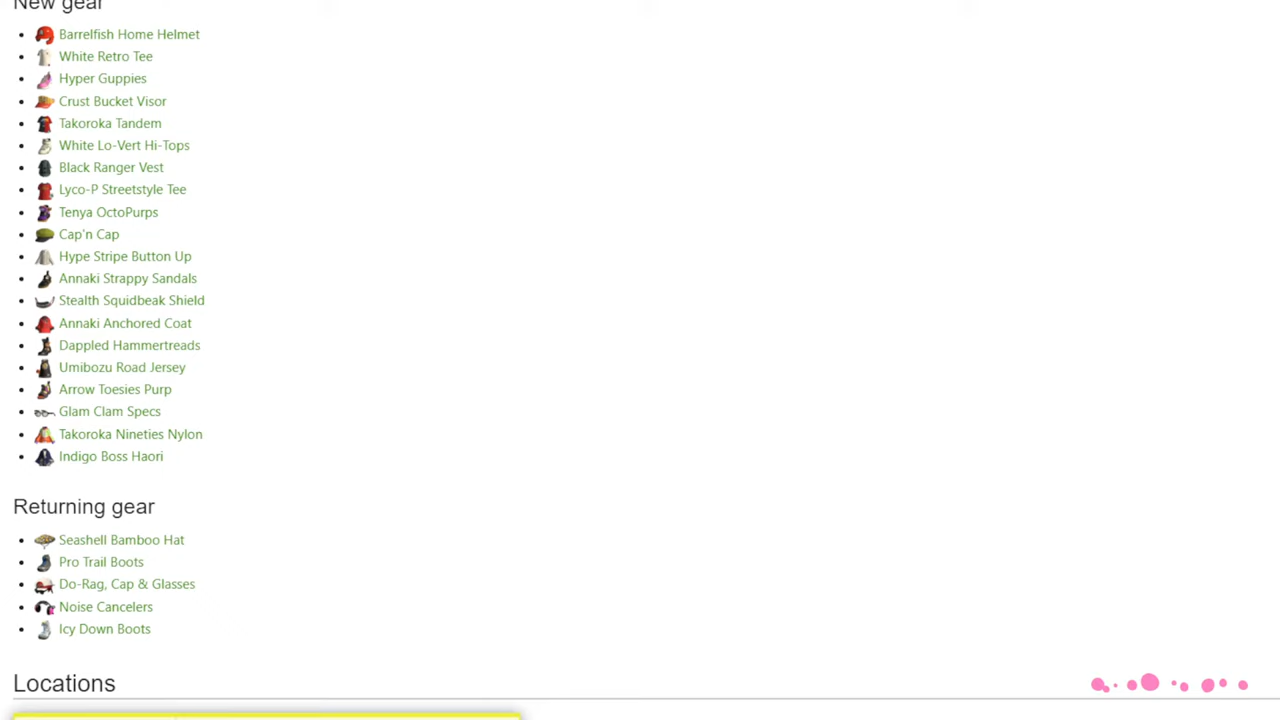 New gear
Barrelfish Home Helmet
White Retro Tee
Hyper Guppies
Crust Bucket Visor
Takoroka Tandem
White Lo-Vert Hi-Tops
Black Ranger Vest
Lyco-P Streetstyle Tee
Tenya OctoPurps
Cap'n Cap
Hype Stripe Button Up
Annaki Strappy Sandals
Stealth Squidbeak Shield
Annaki Anchored Coat
Dappled Hammertreads
Umibozu Road Jersey
Arrow Toesies Purp
Glam Clam Specs
Takoroka Nineties Nylon
Indigo Boss Haori
Returning gear
Seashell Bamboo Hat
Pro Trail Boots
Do-Rag, Cap & Glasses
Noise Cancelers
Icy Down Boots
Locations